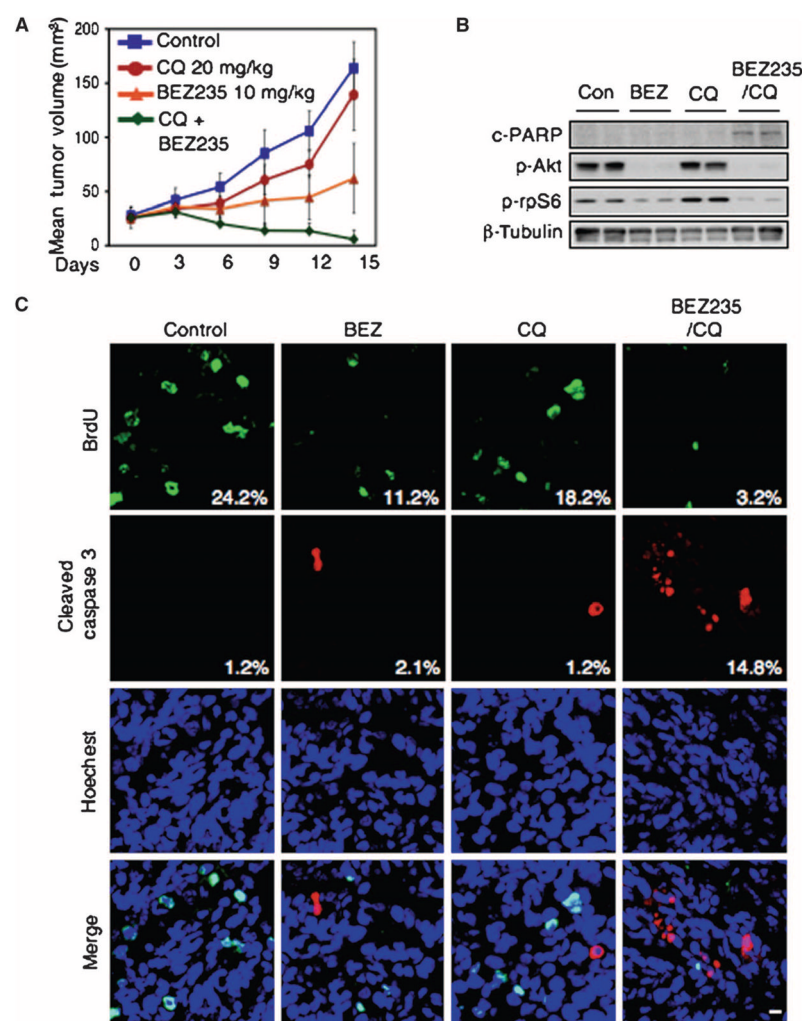 A
Mean tumor volume (mm³)
200
150
100
50
0
Control
CQ 20 mg/kg
BEZ235 10 mg/kg
CQ +
BEZ235
Days 0 3 6 9 12 15
B
Con BEZ CQ BEZ235
/CQ
c-PARP
p-Akt
p-rpS6
β-Tubulin
C
Control BEZ CQ BEZ235
/CQ
BrdU
24.2% 11.2% 18.2% 3.2%
Cleaved
caspase 3
1.2% 2.1% 1.2% 14.8%
Hoechest
Merge